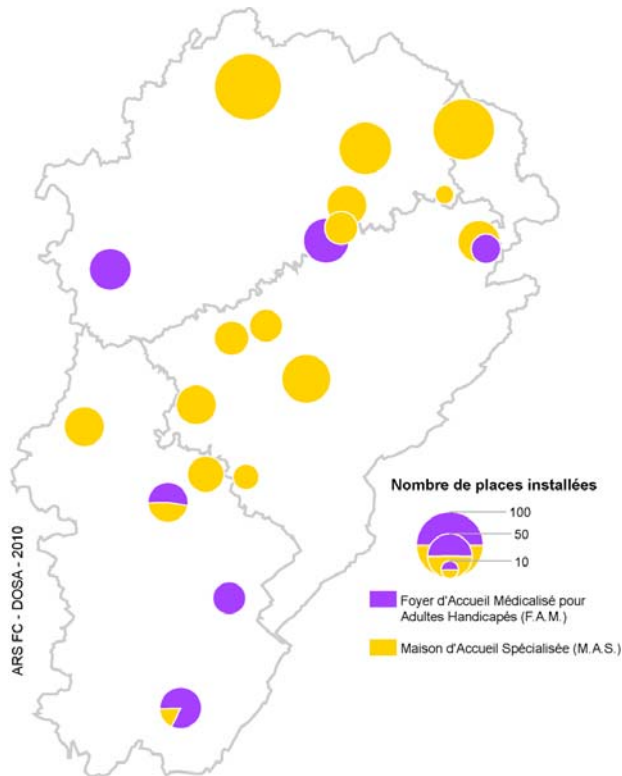 Nombre de places installées
100
50
10
Foyer d'Accueil Médicalisé pour
Adultes Handicapés (F.A.M.)
Maison d'Accueil Spécialisée (M.A.S.)
ARS FC - DOSA - 2010